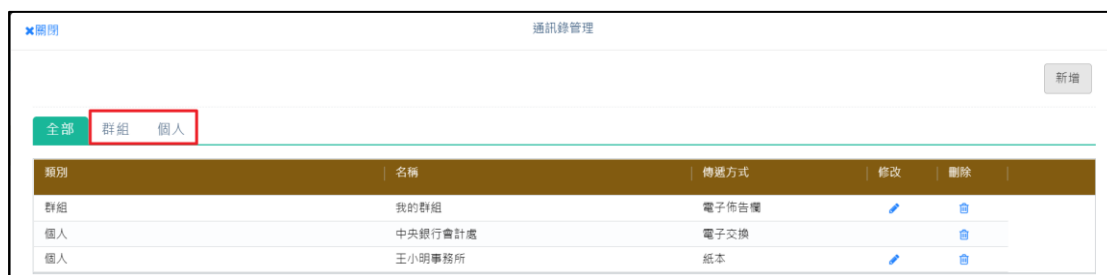 ✖關閉 通訊錄管理
新增
全部 群組 個人
類別 名稱 傳遞方式 修改 刪除
群組 我的群組 電子佈告欄
個人 中央銀行會計處 電子交換
個人 王小明事務所 紙本